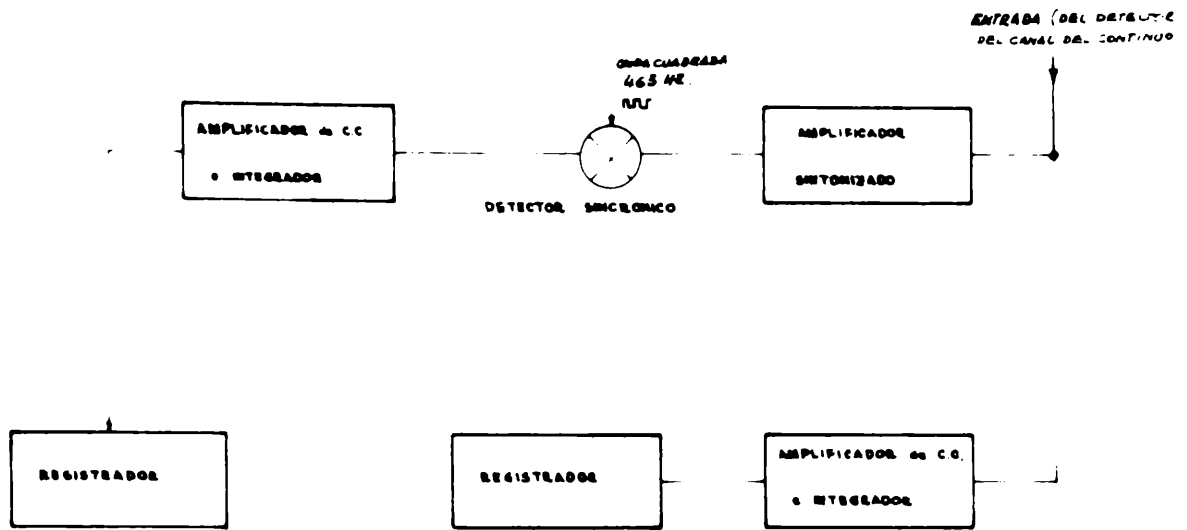 ENTRADA (DEL DETECTOR
DEL CANAL DEL CONTINUO
ONDA CUADRADA
465 HZ.
AMPLIFICADOR de C.C
e INTEGRADOR
AMPLIFICADOR
SINTONIZADO
DETECTOR SINCRONICO
REGISTRADOR
REGISTRADOR
AMPLIFICADOR de C.C.
e INTEGRADOR